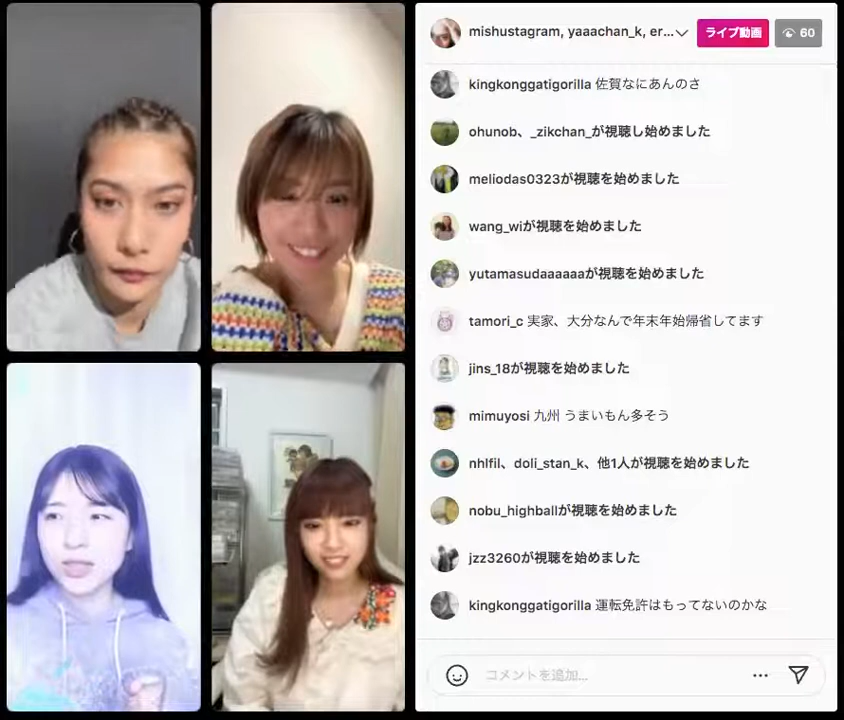 mishustagram, yaaachan_k, er...
ライブ動画
60
kingkonggatigorilla 佐賀なにあんのさ
ohunob、_zikchan_が視聴し始めました
meliodas0323が視聴を始めました
wang_wiが視聴を始めました
yutamasudaaaaaaが視聴を始めました
tamori_c 実家、大分なんで年末年始帰省してます
jins_18が視聴を始めました
mimuyosi 九州 うまいもん多そう
nhlfil、doli_stan_k、他1人が視聴を始めました
nobu_highballが視聴を始めました
jzz3260が視聴を始めました
kingkonggatigorilla 運転免許はもってないのかな
コメントを追加...